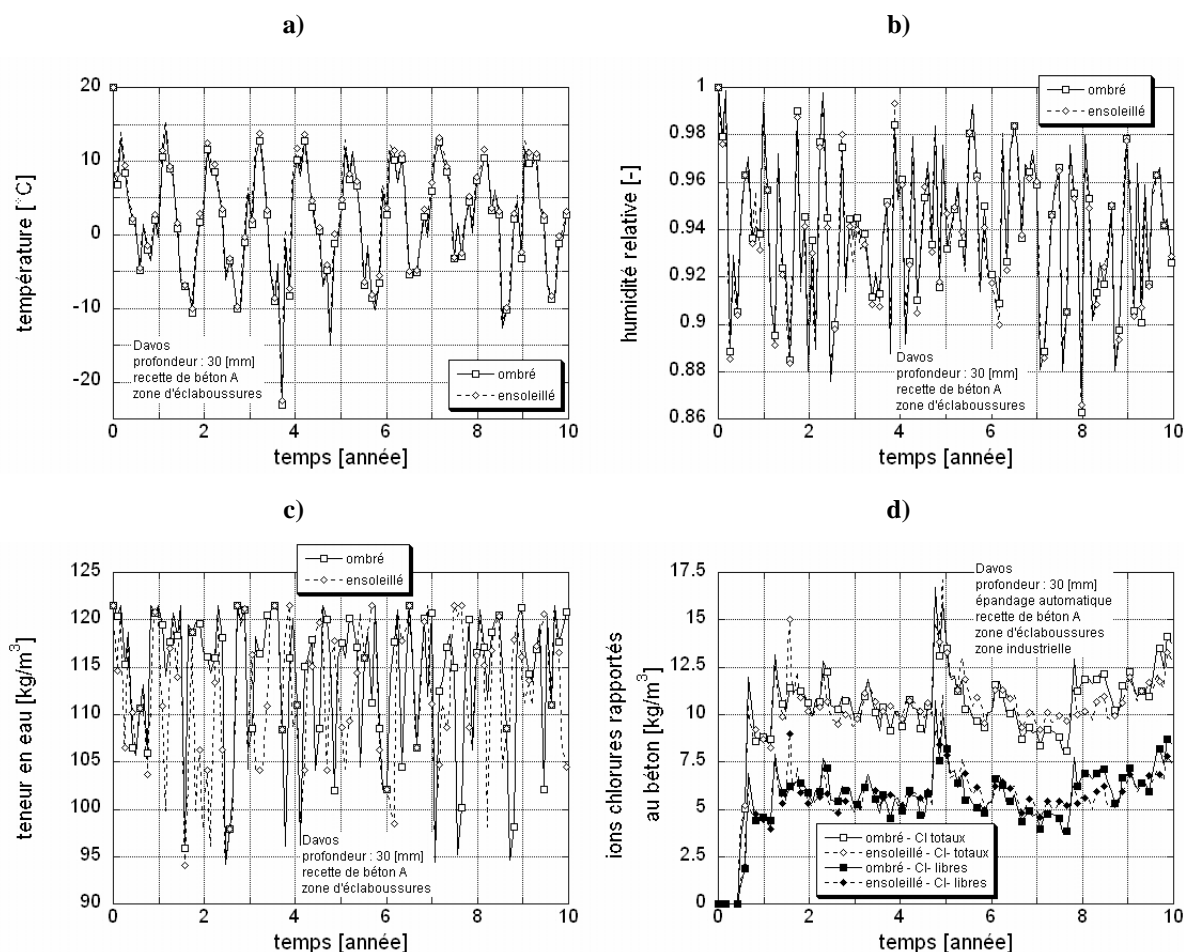 a)
20
10
0
-10
-20
température [°C]
Davos
profondeur : 30 [mm]
recette de béton A
zone d'éclaboussures
ombré
ensoleillé
0 2 4 6 8 10
temps [année]
b)
1
0.98
0.96
0.94
0.92
0.9
0.88
0.86
humidité relative [-]
ombré
ensoleillé
Davos
profondeur : 30 [mm]
recette de béton A
zone d'éclaboussures
0 2 4 6 8 10
temps [année]
c)
125
120
115
110
105
100
95
90
teneur en eau [kg/m³]
ombré
ensoleillé
Davos
profondeur : 30 [mm]
recette de béton A
zone d'éclaboussures
0 2 4 6 8 10
temps [année]
d)
17.5
15
12.5
10
7.5
5
2.5
0
ions chlorures rapportés
au béton [kg/m³]
Davos
profondeur : 30 [mm]
épandage automatique
recette de béton A
zone d'éclaboussures
zone industrielle
ombré - Cl totaux
ensoleillé - Cl- totaux
ombré - Cl- libres
ensoleillé - Cl- libres
0 2 4 6 8 10
temps [année]